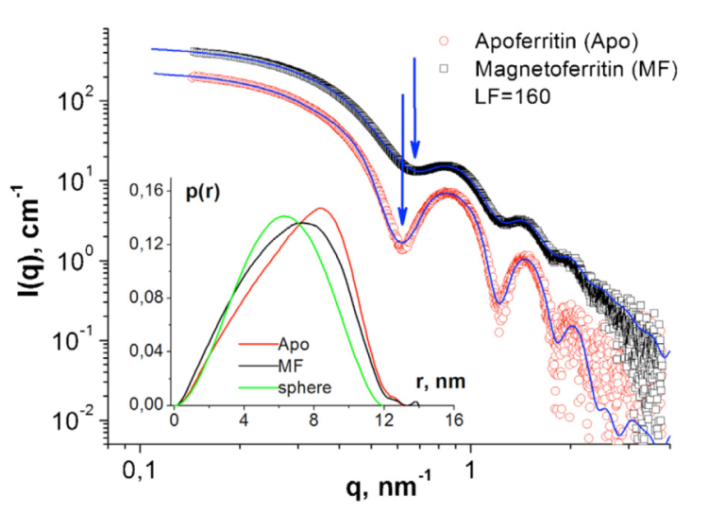 Apoferritin (Apo)
Magnetoferritin (MF)
LF=160
10²
10¹
10⁰
10⁻¹
10⁻²
I(q), cm⁻¹
0,16
0,12
0,08
0,04
0,00
p(r)
Apo
MF
sphere
r, nm
0 4 8 12 16
0,1 1
q, nm⁻¹